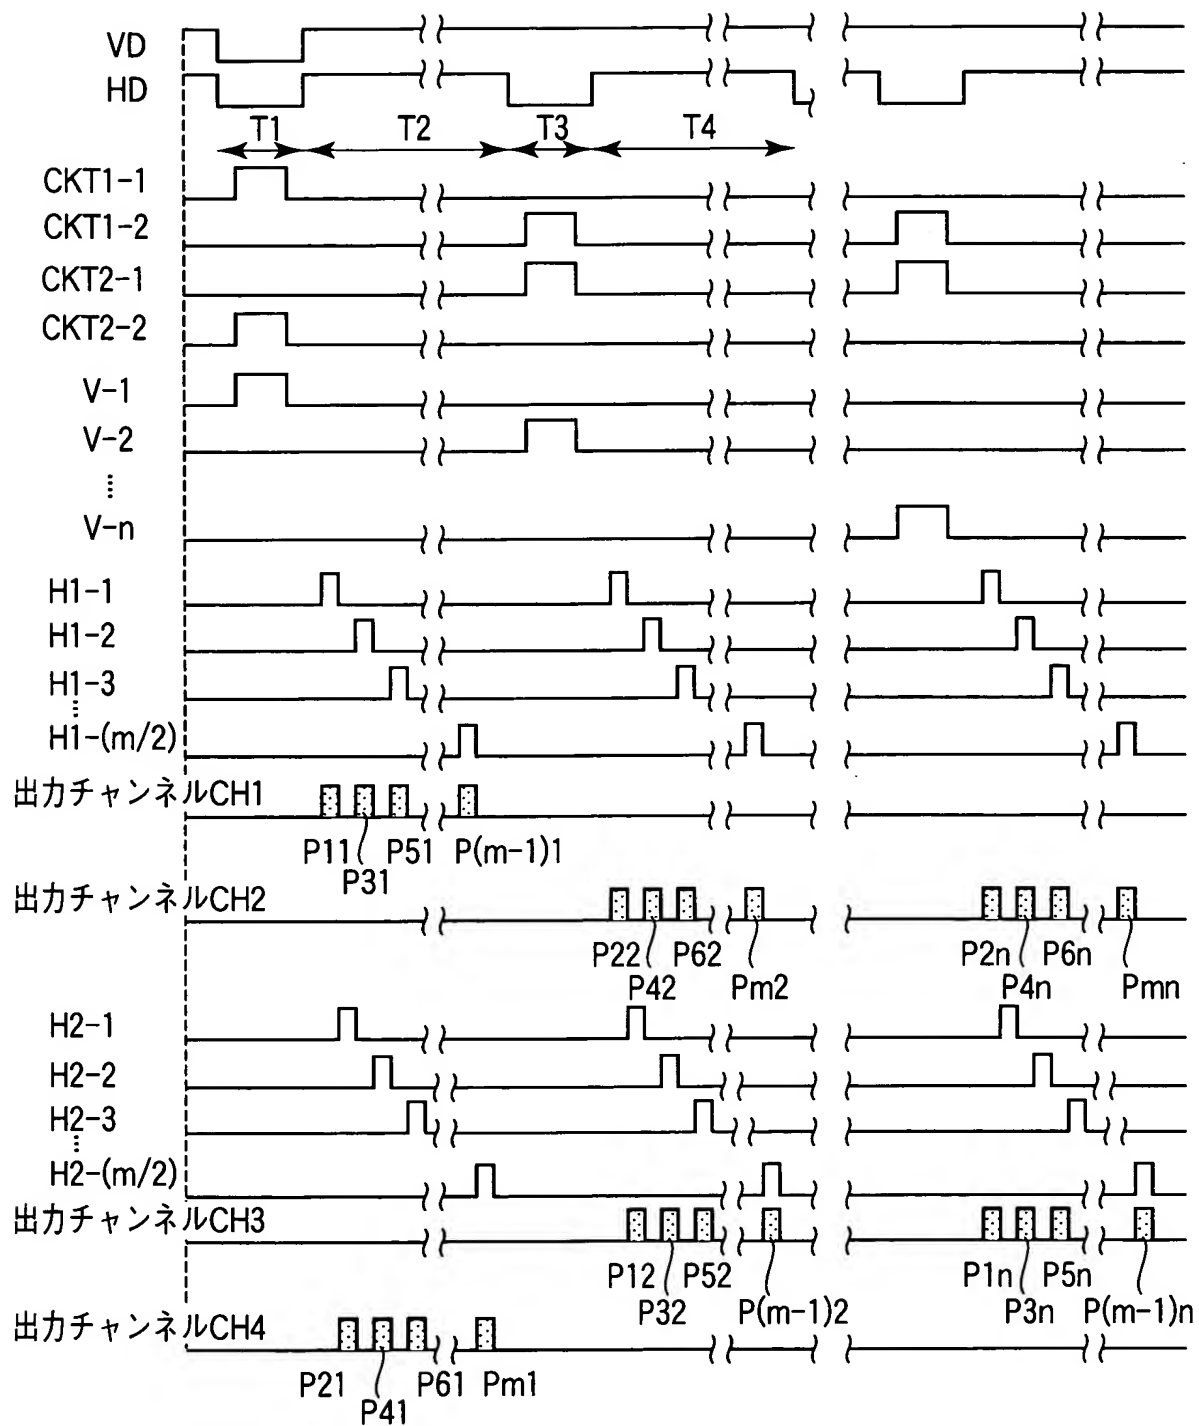 VD
HD
T1 T2 T3 T4
CKT1-1
CKT1-2
CKT2-1
CKT2-2
V-1
V-2
V-n
H1-1
H1-2
H1-3
H1-(m/2)
出力チャンネルCH1
P11 P51 P(m-1)1
P31
出力チャンネルCH2
P22 P62 P2n P6n
P42 Pm2 P4n Pmn
H2-1
H2-2
H2-3
H2-(m/2)
出力チャンネルCH3
P12 P52 P1n P5n
P32 P(m-1)2 P3n P(m-1)n
出力チャンネルCH4
P21 P61 Pm1
P41